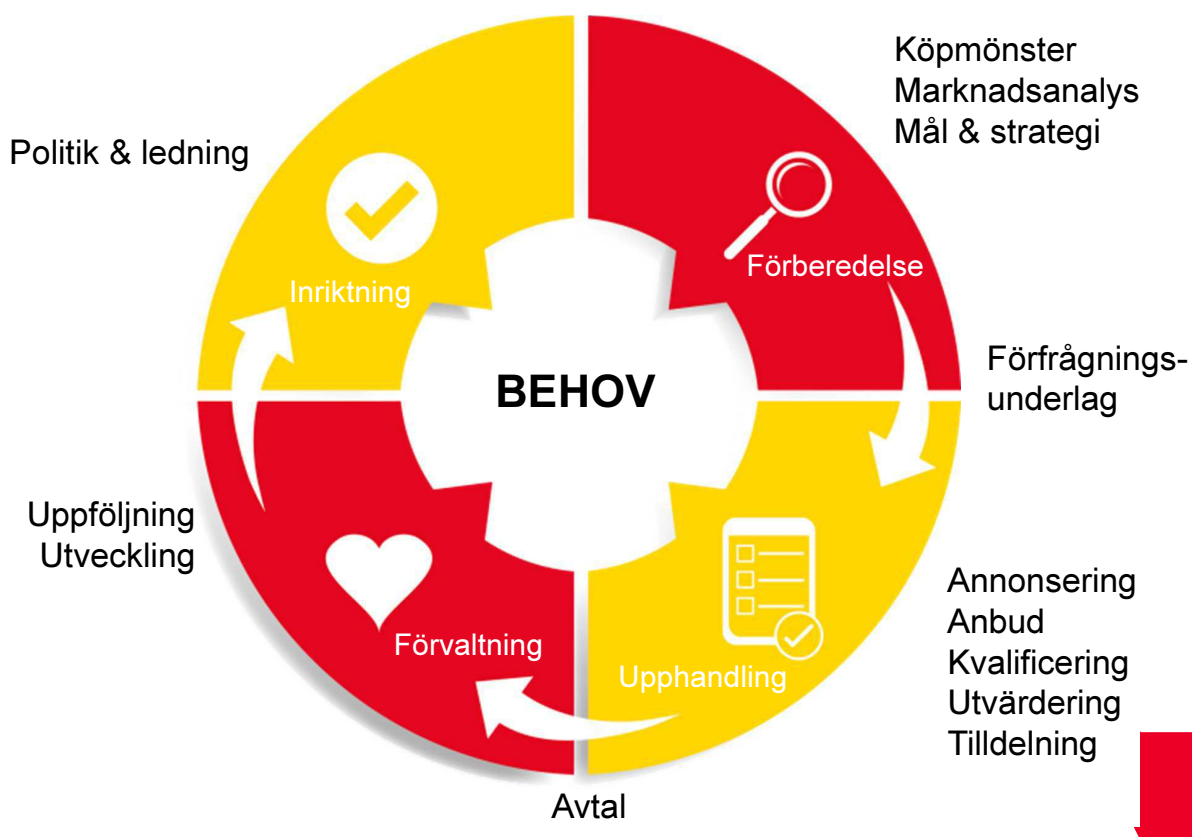 Köpmönster
Marknadsanalys
Mål & strategi
Politik & ledning
Inriktning
Förberedelse
Förfrågnings-
underlag
BEHOV
Uppföljning
Utveckling
Förvaltning
Upphandling
Annonsering
Anbud
Kvalificering
Utvärdering
Tilldelning
Avtal